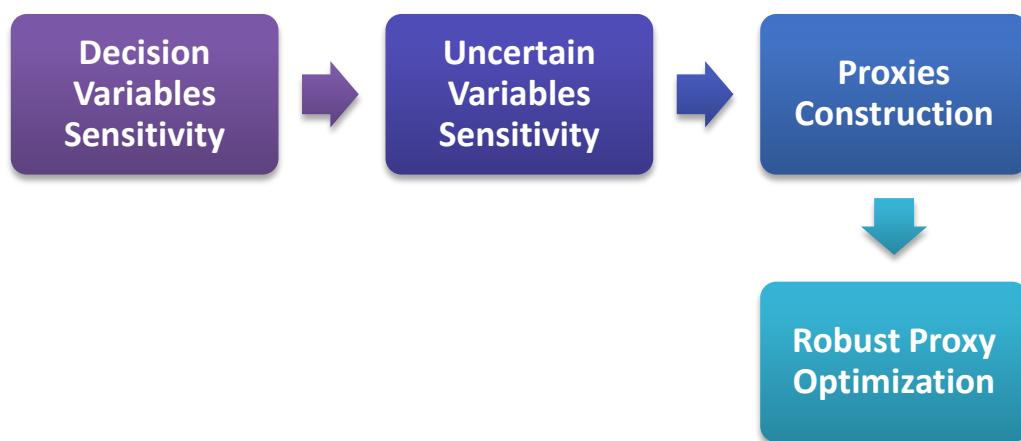 Decision
Variables
Sensitivity
Uncertain
Variables
Sensitivity
Proxies
Construction
Robust Proxy
Optimization